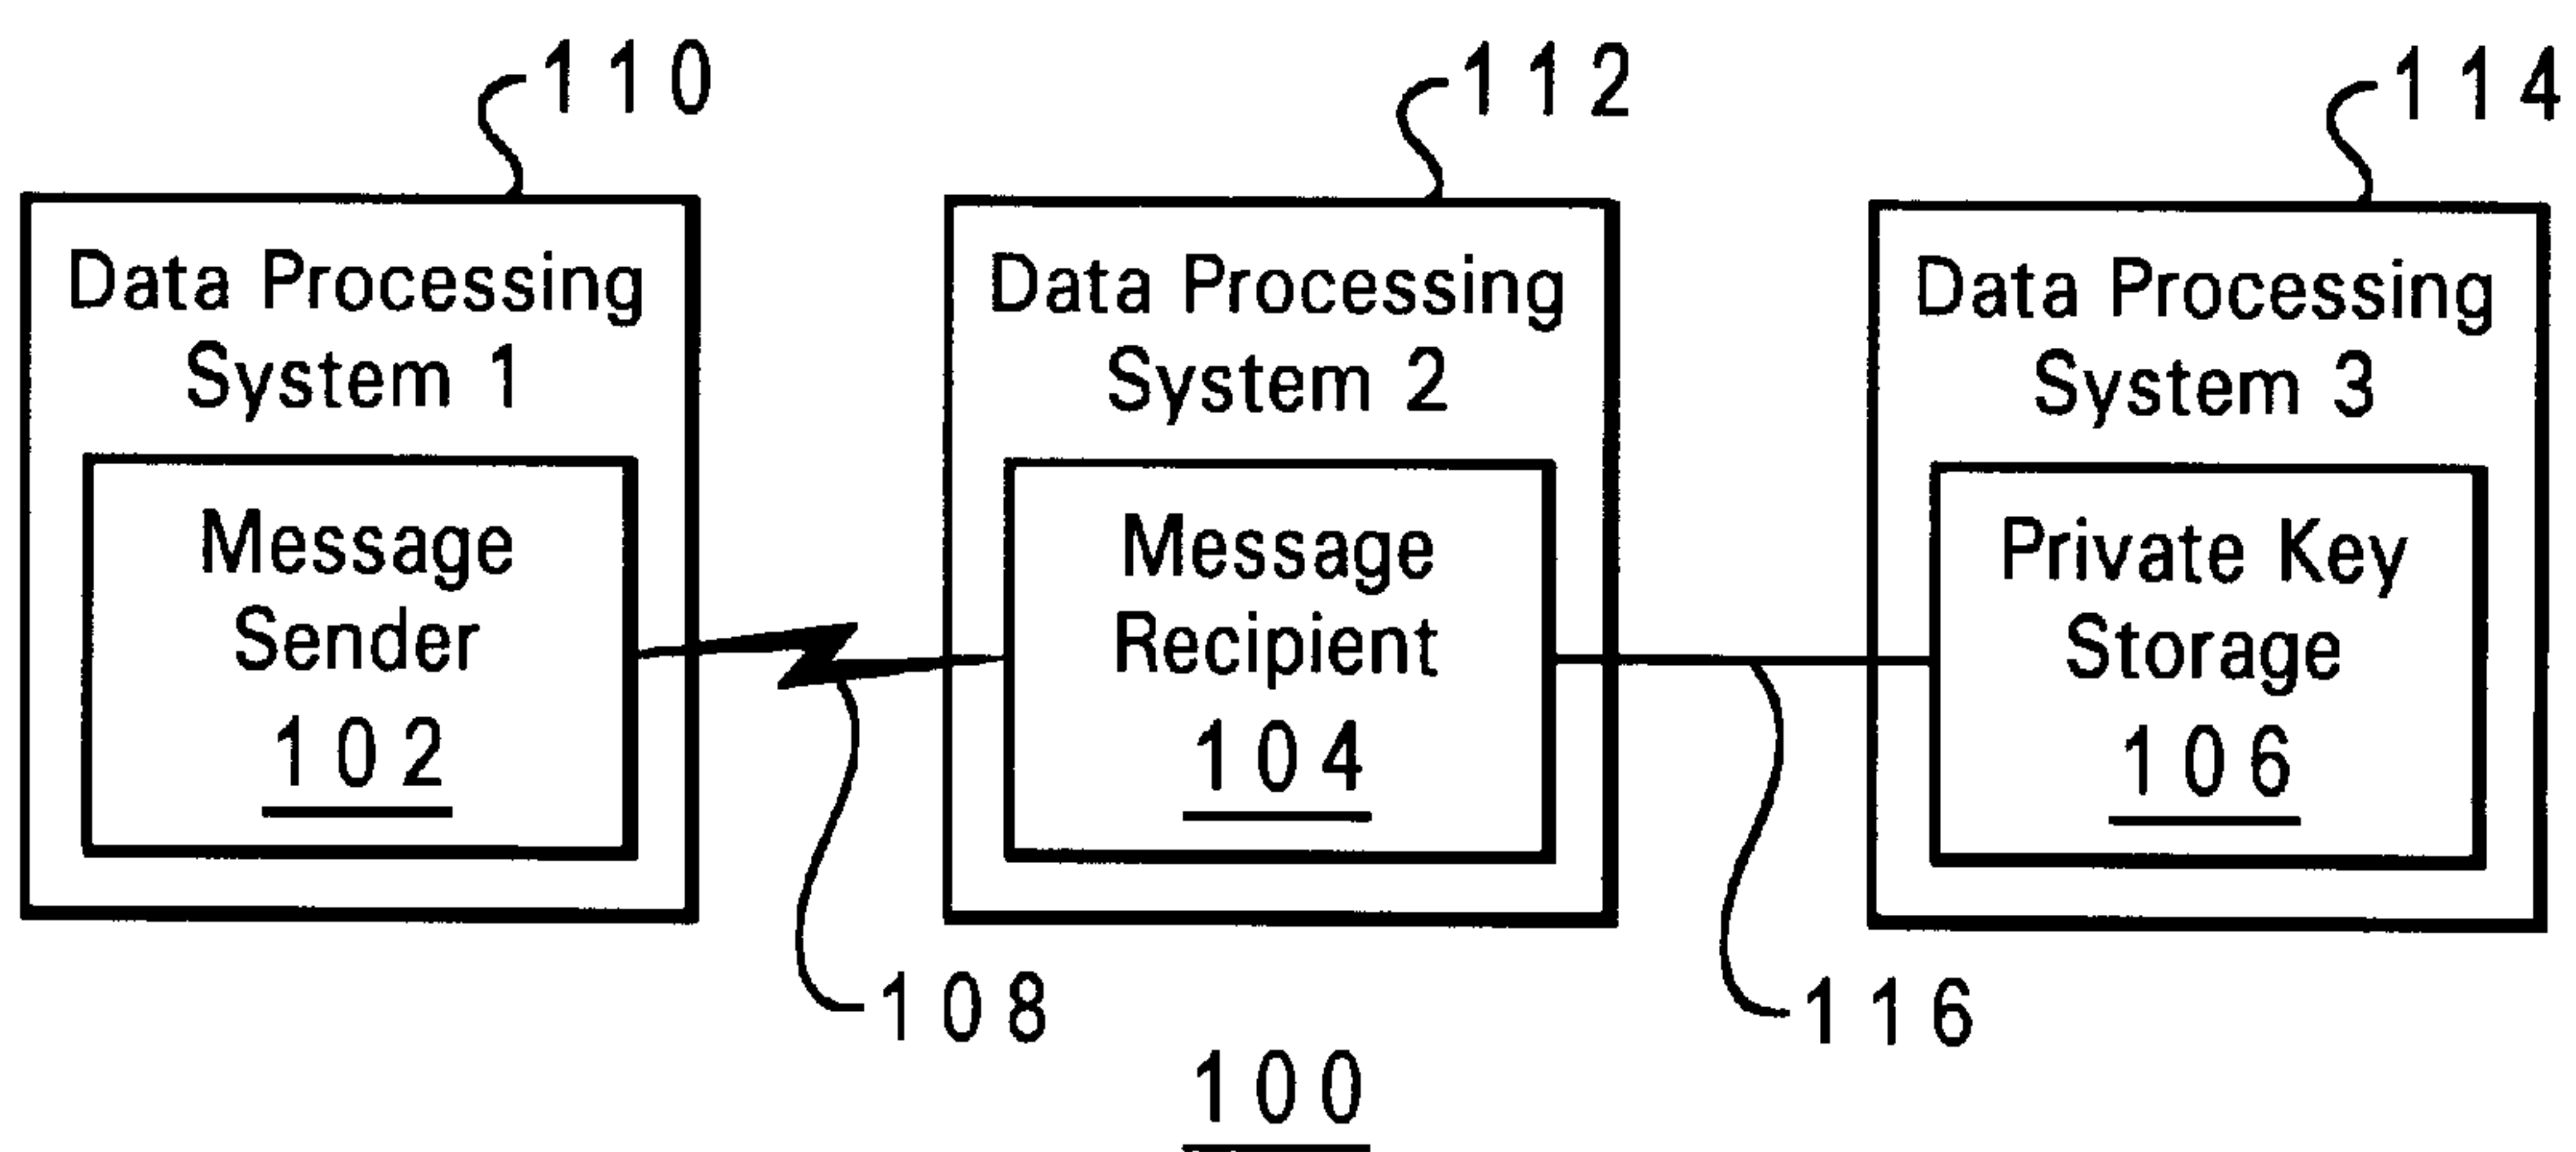 110
112
114
Data Processing
System 1
Message
Sender
102
Data Processing
System 2
Message
Recipient
104
Data Processing
System 3
Private Key
Storage
106
108
116
100